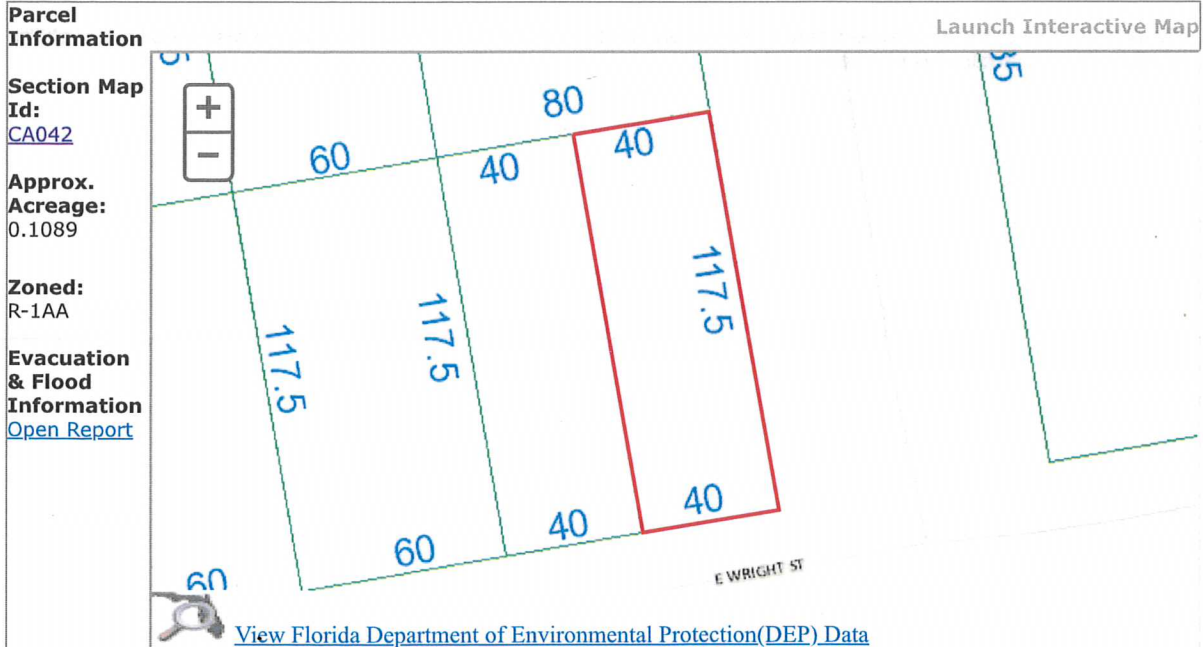 Parcel
Information
Launch Interactive Map
Section Map
Id:
CA042
Approx.
Acreage:
0.1089
Zoned:
R-1AA
Evacuation
& Flood
Information
Open Report
+
−
80
60
40
40
117.5
117.5
117.5
60
40
40
60
E WRIGHT ST
View Florida Department of Environmental Protection(DEP) Data